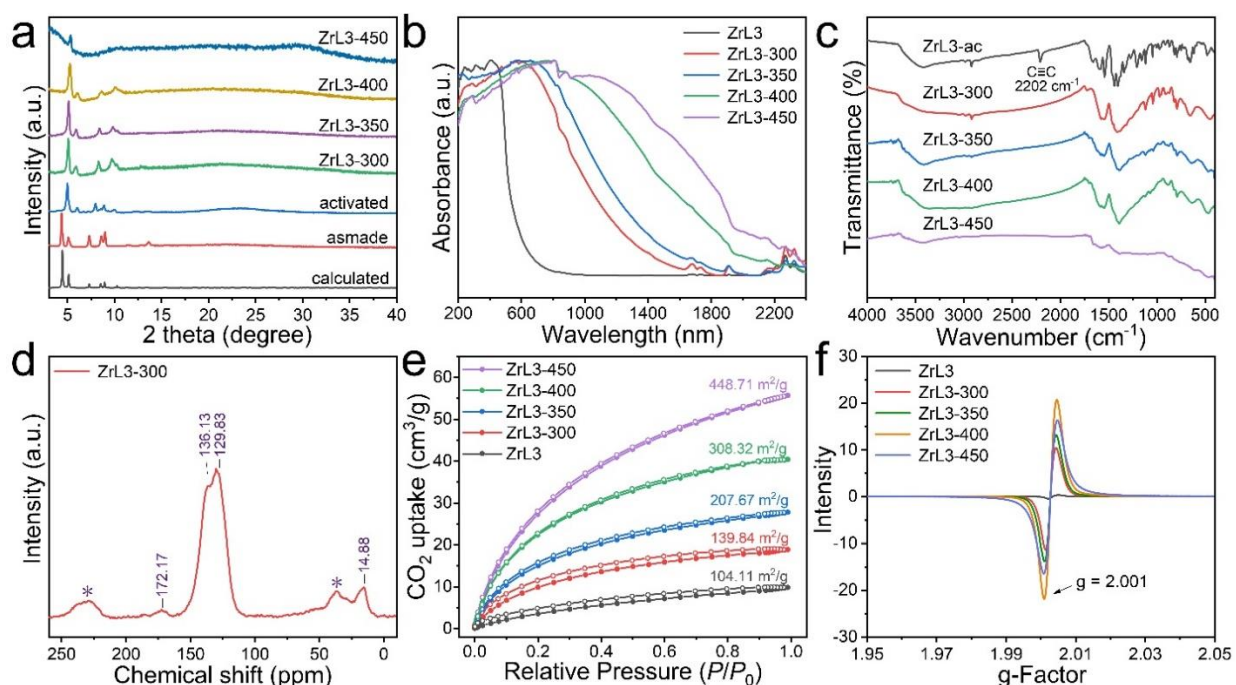 a
Intensity (a.u.)
ZrL3-450
ZrL3-400
ZrL3-350
ZrL3-300
activated
asmade
calculated
5 10 15 20 25 30 35 40
2 theta (degree)
b
Absorbance (a.u.)
ZrL3
ZrL3-300
ZrL3-350
ZrL3-400
ZrL3-450
200 600 1000 1400 1800 2200
Wavelength (nm)
c
Transmittance (%)
ZrL3-ac
C≡C
2202 cm⁻¹
ZrL3-300
ZrL3-350
ZrL3-400
ZrL3-450
4000 3500 3000 2500 2000 1500 1000 500
Wavenumber (cm⁻¹)
d
Intensity (a.u.)
ZrL3-300
*
172.17
136.13
129.83
*
14.88
250 200 150 100 50 0
Chemical shift (ppm)
e
CO₂ uptake (cm³/g)
60
50
40
30
20
10
0
ZrL3-450
ZrL3-400
ZrL3-350
ZrL3-300
ZrL3
448.71 m²/g
308.32 m²/g
207.67 m²/g
139.84 m²/g
104.11 m²/g
0.0 0.2 0.4 0.6 0.8 1.0
Relative Pressure (P/P₀)
f
Intensity
30
20
10
0
-10
-20
-30
ZrL3
ZrL3-300
ZrL3-350
ZrL3-400
ZrL3-450
g = 2.001
1.95 1.97 1.99 2.01 2.03 2.05
g-Factor